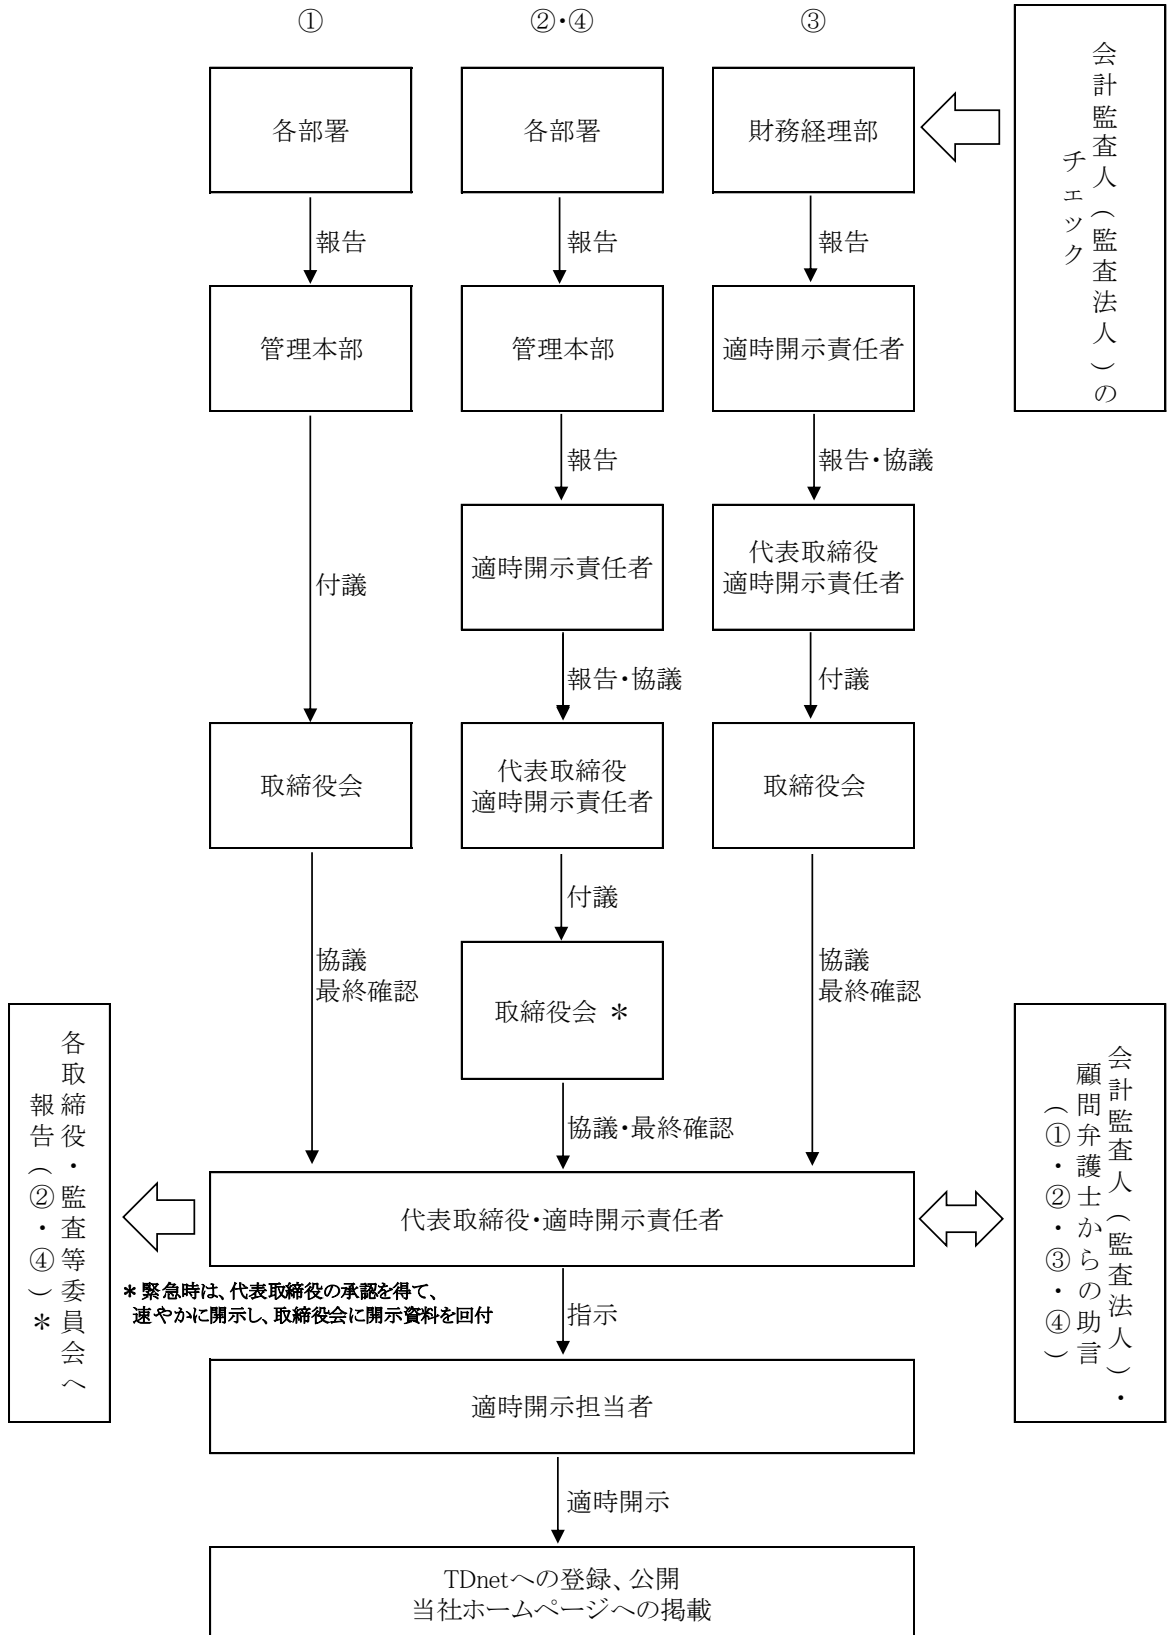 ①
②・④
③
各部署
各部署
財務経理部
会計監査人（監査法人）の
チェック
報告
報告
報告
管理本部
管理本部
適時開示責任者
付議
報告
報告・協議
適時開示責任者
代表取締役
適時開示責任者
報告・協議
付議
取締役会
代表取締役
適時開示責任者
取締役会
付議
協議
最終確認
取締役会 ＊
協議
最終確認
協議・最終確認
各取締役・監査等委員会へ
報告（②・④）＊
代表取締役・適時開示責任者
会計監査人（監査法人）・
顧問弁護士からの助言
（①・②・③・④）
＊緊急時は、代表取締役の承認を得て、
速やかに開示し、取締役会に開示資料を回付
指示
適時開示担当者
適時開示
TDnetへの登録、公開
当社ホームページへの掲載